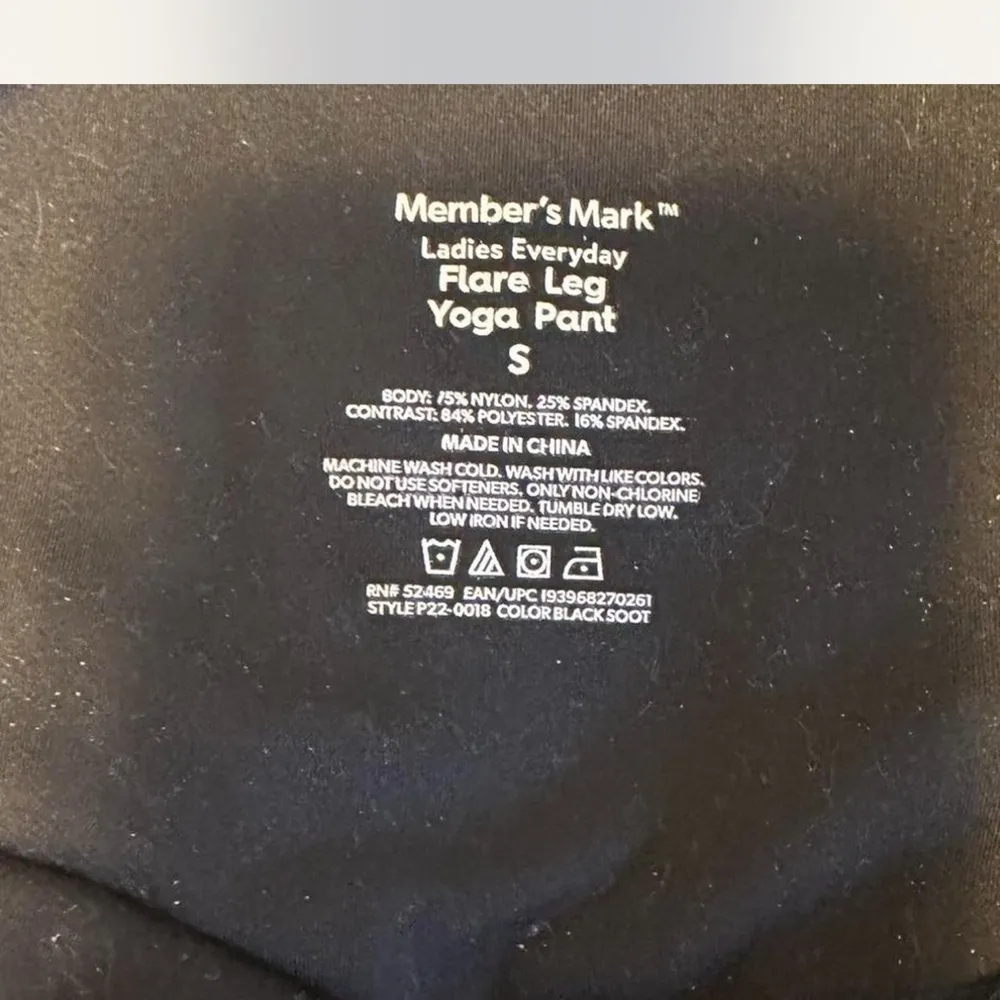 Member's Mark™
Ladies Everyday
Flare Leg
Yoga Pant
S
BODY: 75% NYLON, 25% SPANDEX.
CONTRAST: 84% POLYESTER. 16% SPANDEX.
MADE IN CHINA
MACHINE WASH COLD. WASH WITH LIKE COLORS.
DO NOT USE SOFTENERS. ONLY NON-CHLORINE
BLEACH WHEN NEEDED. TUMBLE DRY LOW.
LOW IRON IF NEEDED.
RN# 52469 EAN/UPC 193968270261
STYLE P22-0018 COLOR BLACK SOOT